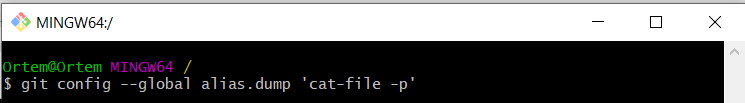 MINGW64:/
Ortem@Ortem MINGW64 /
$ git config --global alias.dump 'cat-file -p'